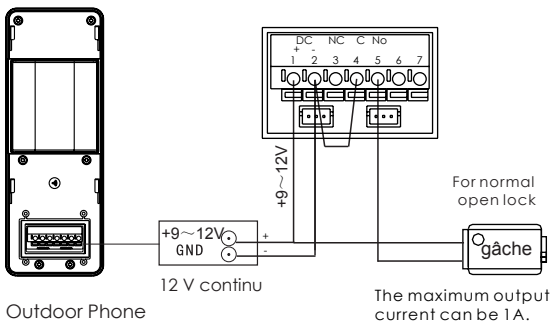 DC NC C No
+ -
1 2 3 4 5 6 7
+9～12V
For normal
open lock
+9～12V +
GND -
gâche
12 V continu
Outdoor Phone
The maximum output
current can be 1A.